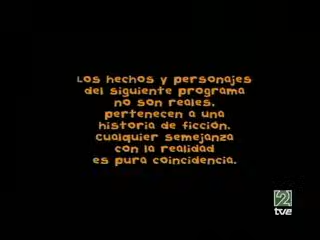 Los hechos y personajes
del siguiente programa
no son reales,
pertenecen a una
historia de ficción.
cualquier semejanza
con la realidad
es pura coincidencia.
2
tve